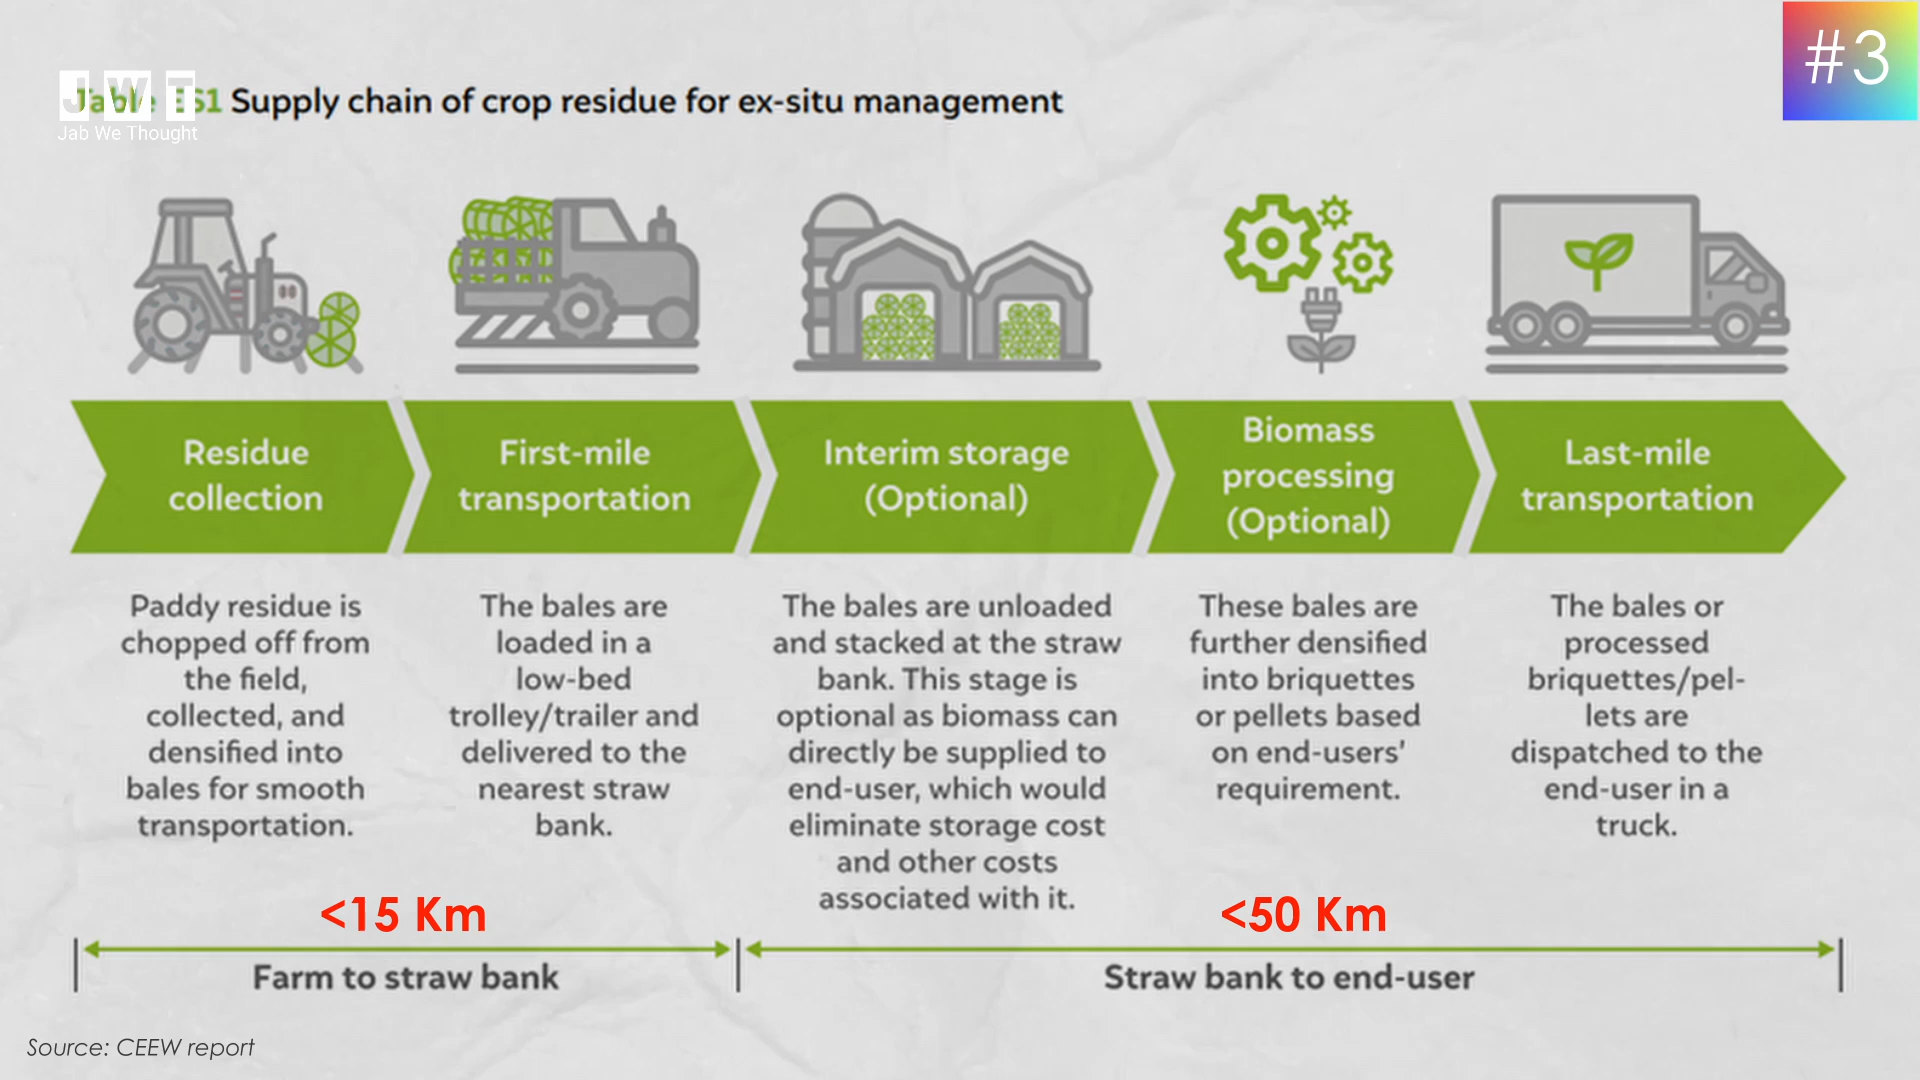 #3
JWT
Jab We Thought
Table ES1 Supply chain of crop residue for ex-situ management
Residue
collection
First-mile
transportation
Interim storage
(Optional)
Biomass
processing
(Optional)
Last-mile
transportation
Paddy residue is
chopped off from
the field,
collected, and
densified into
bales for smooth
transportation.
The bales are
loaded in a
low-bed
trolley/trailer and
delivered to the
nearest straw
bank.
The bales are unloaded
and stacked at the straw
bank. This stage is
optional as biomass can
directly be supplied to
end-user, which would
eliminate storage cost
and other costs
associated with it.
These bales are
further densified
into briquettes
or pellets based
on end-users’
requirement.
The bales or
processed
briquettes/pel-
lets are
dispatched to the
end-user in a
truck.
<15 Km
<50 Km
Farm to straw bank
Straw bank to end-user
Source: CEEW report